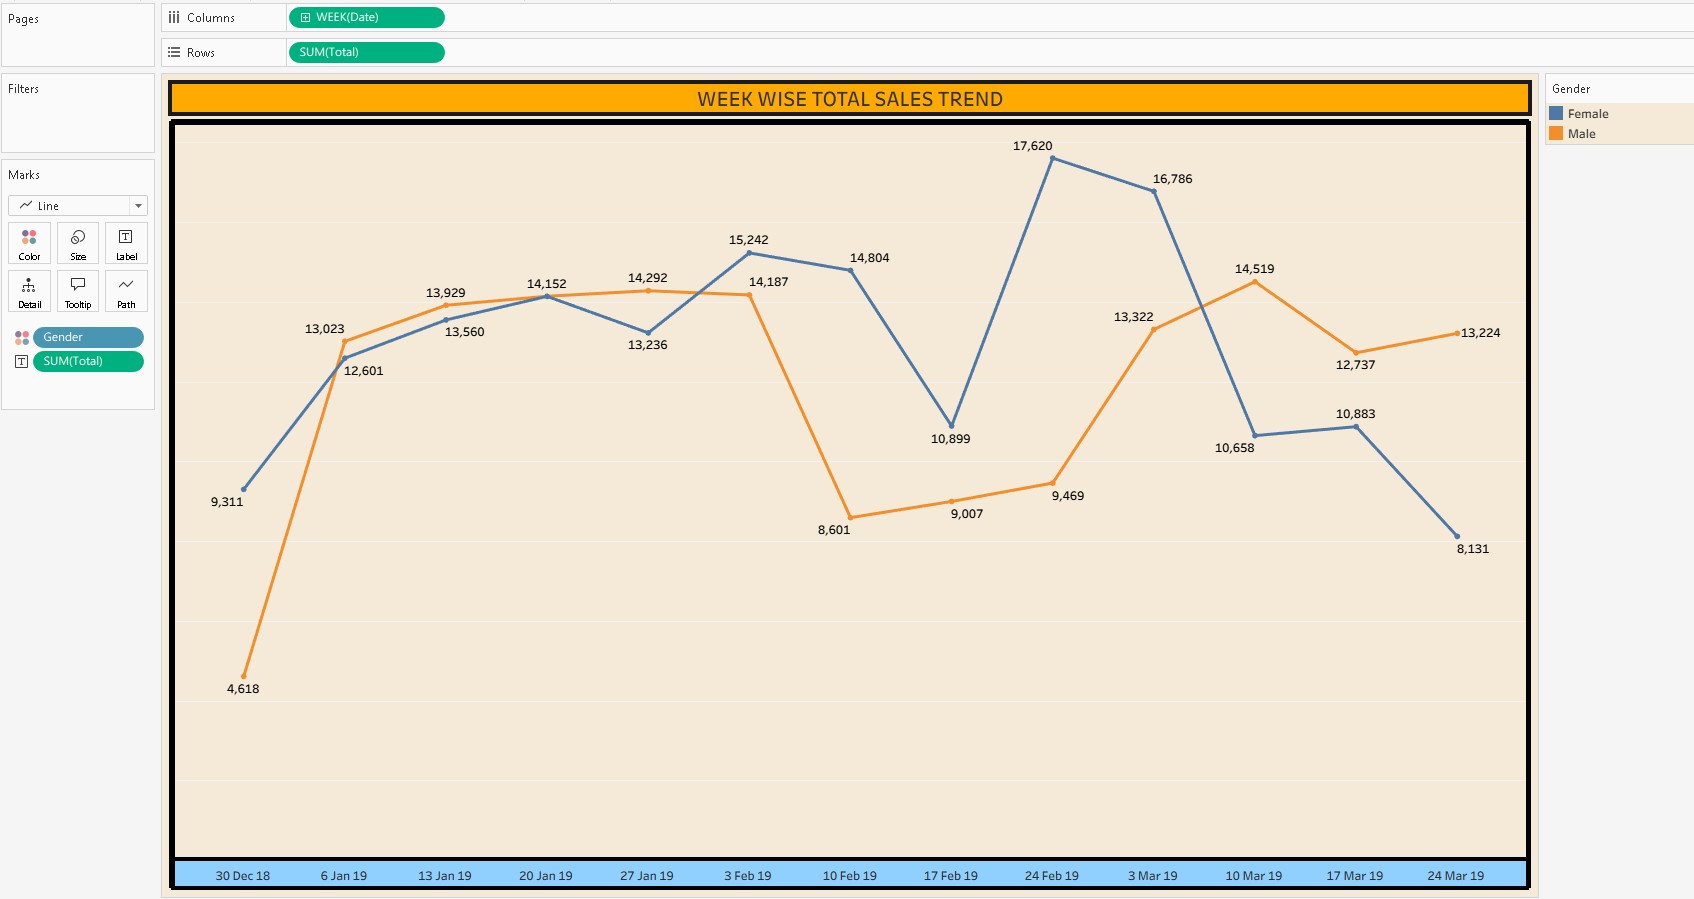 Pages
Columns
WEEK(Date)
Rows
SUM(Total)
Filters
Marks
Line
Color Size Label
Detail Tooltip Path
Gender
SUM(Total)
WEEK WISE TOTAL SALES TREND
17,620
16,786
15,242
14,804
14,519
14,292
14,187
14,152
13,929
13,322
13,023
13,224
13,560
13,236
12,737
12,601
10,883
10,899
10,658
9,311
9,469
9,007
8,601
8,131
4,618
30 Dec 18 6 Jan 19 13 Jan 19 20 Jan 19 27 Jan 19 3 Feb 19 10 Feb 19 17 Feb 19 24 Feb 19 3 Mar 19 10 Mar 19 17 Mar 19 24 Mar 19
Gender
Female
Male